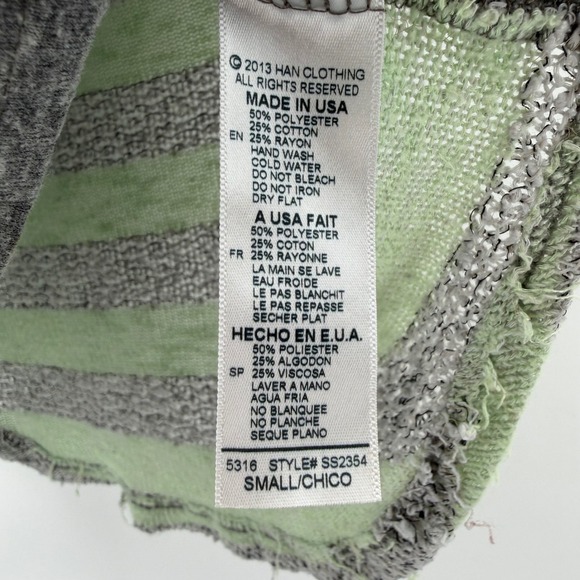 © 2013 HAN CLOTHING
ALL RIGHTS RESERVED
MADE IN USA
50% POLYESTER
25% COTTON
EN 25% RAYON
HAND WASH
COLD WATER
DO NOT BLEACH
DO NOT IRON
DRY FLAT
A USA FAIT
50% POLYESTER
25% COTON
FR 25% RAYONNE
LA MAIN SE LAVE
EAU FROIDE
LE PAS BLANCHIT
LE PAS REPASSE
SECHER PLAT
HECHO EN E.U.A.
50% POLIESTER
25% ALGODON
SP 25% VISCOSA
LAVER A MANO
AGUA FRIA
NO BLANQUEE
NO PLANCHE
SEQUE PLANO
5316 STYLE# SS2354
SMALL/CHICO